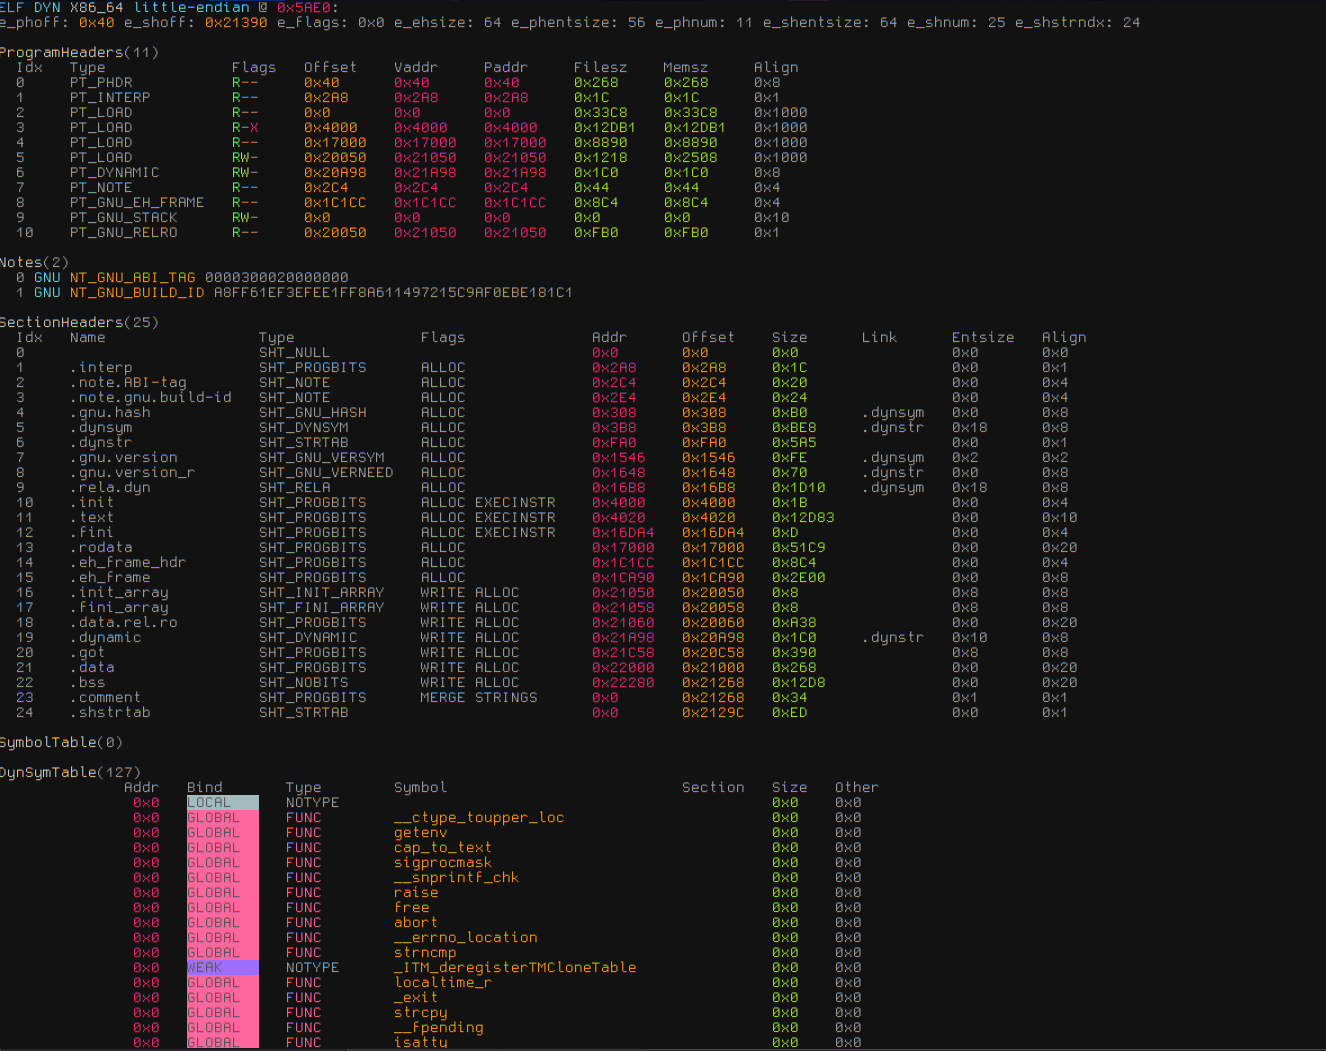 ELF DYN X86_64 little-endian @ 0x5AE0:
e_phoff: 0x40 e_shoff: 0x21390 e_flags: 0x0 e_ehsize: 64 e_phentsize: 56 e_phnum: 11 e_shentsize: 64 e_shnum: 25 e_shstrndx: 24
ProgramHeaders(11)
Idx Type Flags Offset Vaddr Paddr Filesz Memsz Align
0 PT_PHDR R-- 0x40 0x40 0x40 0x268 0x268 0x8
1 PT_INTERP R-- 0x2A8 0x2A8 0x2A8 0x1C 0x1C 0x1
2 PT_LOAD R-- 0x0 0x0 0x0 0x33C8 0x33C8 0x1000
3 PT_LOAD R-X 0x4000 0x4000 0x4000 0x12DB1 0x12DB1 0x1000
4 PT_LOAD R-- 0x17000 0x17000 0x17000 0x8890 0x8890 0x1000
5 PT_LOAD RW- 0x20050 0x21050 0x21050 0x1218 0x2508 0x1000
6 PT_DYNAMIC RW- 0x20A98 0x21A98 0x21A98 0x1C0 0x1C0 0x8
7 PT_NOTE R-- 0x2C4 0x2C4 0x2C4 0x44 0x44 0x4
8 PT_GNU_EH_FRAME R-- 0x1C1CC 0x1C1CC 0x1C1CC 0x8C4 0x8C4 0x4
9 PT_GNU_STACK RW- 0x0 0x0 0x0 0x0 0x0 0x10
10 PT_GNU_RELRO R-- 0x20050 0x21050 0x21050 0xFB0 0xFB0 0x1
Notes(2)
0 GNU NT_GNU_ABI_TAG 0000300020000000
1 GNU NT_GNU_BUILD_ID A8FF61EF3EFEE1FF8A611497215C9AF0EBE181C1
SectionHeaders(25)
Idx Name Type Flags Addr Offset Size Link Entsize Align
0 SHT_NULL 0x0 0x0 0x0 0x0 0x0
1 .interp SHT_PROGBITS ALLOC 0x2A8 0x2A8 0x1C 0x0 0x1
2 .note.ABI-tag SHT_NOTE ALLOC 0x2C4 0x2C4 0x20 0x0 0x4
3 .note.gnu.build-id SHT_NOTE ALLOC 0x2E4 0x2E4 0x24 0x0 0x4
4 .gnu.hash SHT_GNU_HASH ALLOC 0x308 0x308 0xB0 .dynsym 0x0 0x8
5 .dynsym SHT_DYNSYM ALLOC 0x3B8 0x3B8 0xBE8 .dynstr 0x18 0x8
6 .dynstr SHT_STRTAB ALLOC 0xFA0 0xFA0 0x5A5 0x0 0x1
7 .gnu.version SHT_GNU_VERSYM ALLOC 0x1546 0x1546 0xFE .dynsym 0x2 0x2
8 .gnu.version_r SHT_GNU_VERNEED ALLOC 0x1648 0x1648 0x70 .dynstr 0x0 0x8
9 .rela.dyn SHT_RELA ALLOC 0x16B8 0x16B8 0x1D10 .dynsym 0x18 0x8
10 .init SHT_PROGBITS ALLOC EXECINSTR 0x4000 0x4000 0x1B 0x0 0x4
11 .text SHT_PROGBITS ALLOC EXECINSTR 0x4020 0x4020 0x12D83 0x0 0x10
12 .fini SHT_PROGBITS ALLOC EXECINSTR 0x16DA4 0x16DA4 0xD 0x0 0x4
13 .rodata SHT_PROGBITS ALLOC 0x17000 0x17000 0x51C9 0x0 0x20
14 .eh_frame_hdr SHT_PROGBITS ALLOC 0x1C1CC 0x1C1CC 0x8C4 0x0 0x4
15 .eh_frame SHT_PROGBITS ALLOC 0x1CA90 0x1CA90 0x2E00 0x0 0x8
16 .init_array SHT_INIT_ARRAY WRITE ALLOC 0x21050 0x20050 0x8 0x8 0x8
17 .fini_array SHT_FINI_ARRAY WRITE ALLOC 0x21058 0x20058 0x8 0x8 0x8
18 .data.rel.ro SHT_PROGBITS WRITE ALLOC 0x21060 0x20060 0xA38 0x0 0x20
19 .dynamic SHT_DYNAMIC WRITE ALLOC 0x21A98 0x20A98 0x1C0 .dynstr 0x10 0x8
20 .got SHT_PROGBITS WRITE ALLOC 0x21C58 0x20C58 0x390 0x8 0x8
21 .data SHT_PROGBITS WRITE ALLOC 0x22000 0x21000 0x268 0x0 0x20
22 .bss SHT_NOBITS WRITE ALLOC 0x22280 0x21268 0x12D8 0x0 0x20
23 .comment SHT_PROGBITS MERGE STRINGS 0x0 0x21268 0x34 0x1 0x1
24 .shstrtab SHT_STRTAB 0x0 0x2129C 0xED 0x0 0x1
SymbolTable(0)
DynSymTable(127)
Addr Bind Type Symbol Section Size Other
0x0 LOCAL NOTYPE 0x0 0x0
0x0 GLOBAL FUNC __ctype_toupper_loc 0x0 0x0
0x0 GLOBAL FUNC getenv 0x0 0x0
0x0 GLOBAL FUNC cap_to_text 0x0 0x0
0x0 GLOBAL FUNC sigprocmask 0x0 0x0
0x0 GLOBAL FUNC __snprintf_chk 0x0 0x0
0x0 GLOBAL FUNC raise 0x0 0x0
0x0 GLOBAL FUNC free 0x0 0x0
0x0 GLOBAL FUNC abort 0x0 0x0
0x0 GLOBAL FUNC __errno_location 0x0 0x0
0x0 GLOBAL FUNC strncmp 0x0 0x0
0x0 WEAK NOTYPE _ITM_deregisterTMCloneTable 0x0 0x0
0x0 GLOBAL FUNC localtime_r 0x0 0x0
0x0 GLOBAL FUNC _exit 0x0 0x0
0x0 GLOBAL FUNC strcpy 0x0 0x0
0x0 GLOBAL FUNC __fpending 0x0 0x0
0x0 GLOBAL FUNC isatty 0x0 0x0